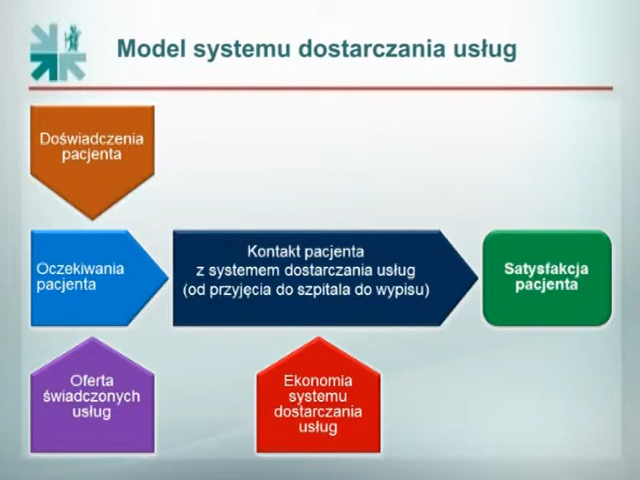 Model systemu dostarczania usług
Doświadczenia
pacjenta
Oczekiwania
pacjenta
Kontakt pacjenta
z systemem dostarczania usług
(od przyjęcia do szpitala do wypisu)
Satysfakcja
pacjenta
Oferta
świadczonych
usług
Ekonomia
systemu
dostarczania
usług